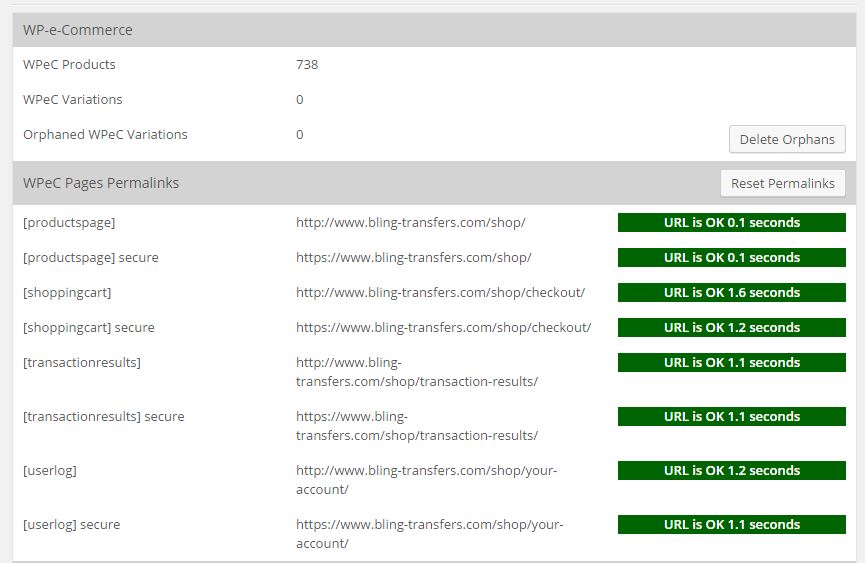 WP-e-Commerce
WPeC Products 738
WPeC Variations 0
Orphaned WPeC Variations 0 Delete Orphans
WPeC Pages Permalinks Reset Permalinks
[productspage] http://www.bling-transfers.com/shop/ URL is OK 0.1 seconds
[productspage] secure https://www.bling-transfers.com/shop/ URL is OK 0.1 seconds
[shoppingcart] http://www.bling-transfers.com/shop/checkout/ URL is OK 1.6 seconds
[shoppingcart] secure https://www.bling-transfers.com/shop/checkout/ URL is OK 1.2 seconds
[transactionresults] http://www.bling- URL is OK 1.1 seconds
transfers.com/shop/transaction-results/
[transactionresults] secure https://www.bling- URL is OK 1.1 seconds
transfers.com/shop/transaction-results/
[userlog] http://www.bling-transfers.com/shop/your- URL is OK 1.2 seconds
account/
[userlog] secure https://www.bling-transfers.com/shop/your- URL is OK 1.1 seconds
account/